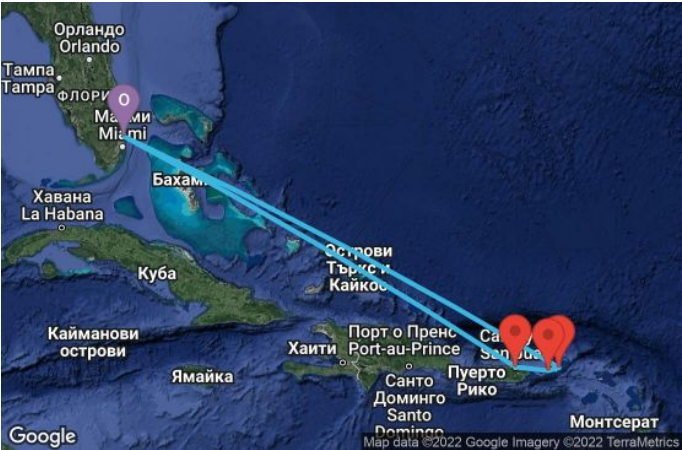 Орландо
Orlando
Тампа
Tampa
ФЛОРИ
O
Miami
Бахам
Хавана
La Habana
Куба
Острови
Търкс и
Кайкос
Кайманови
острови
Ямайка
Хаити
Порт о Пренс
Port-au-Prince
Санто
Доминго
Santo
Domingo
Пуерто
Рико
Монтсерат
Google
Map data ©2022 Google Imagery ©2022 TerraMetrics